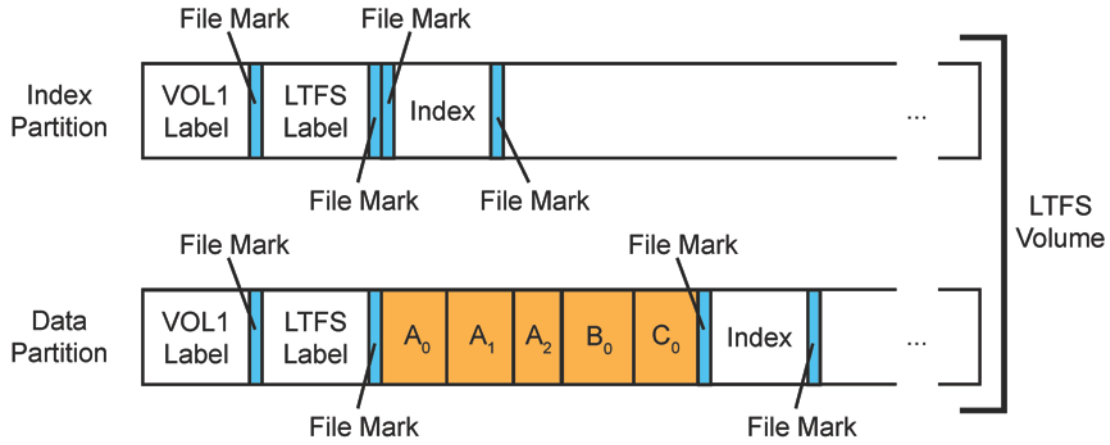 File Mark
File Mark
Index
Partition
VOL1
Label
LTFS
Label
Index
...
File Mark
File Mark
LTFS
Volume
File Mark
File Mark
Data
Partition
VOL1
Label
LTFS
Label
A₀
A₁
A₂
B₀
C₀
Index
...
File Mark
File Mark